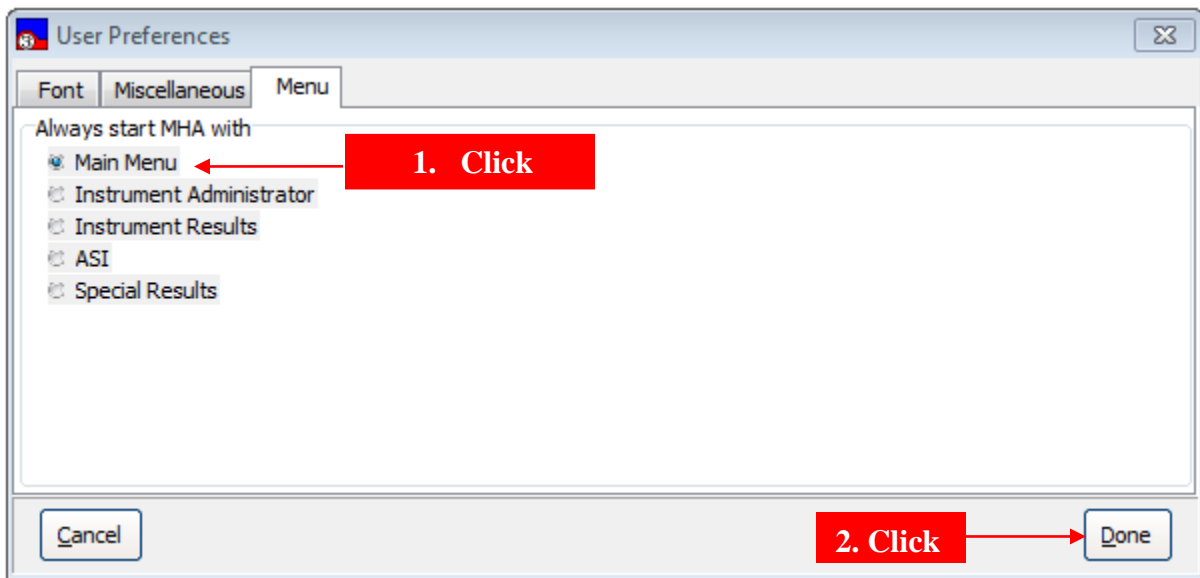 User Preferences
Font Miscellaneous Menu
Always start MHA with
Main Menu
1. Click
Instrument Administrator
Instrument Results
ASI
Special Results
Cancel
2. Click
Done